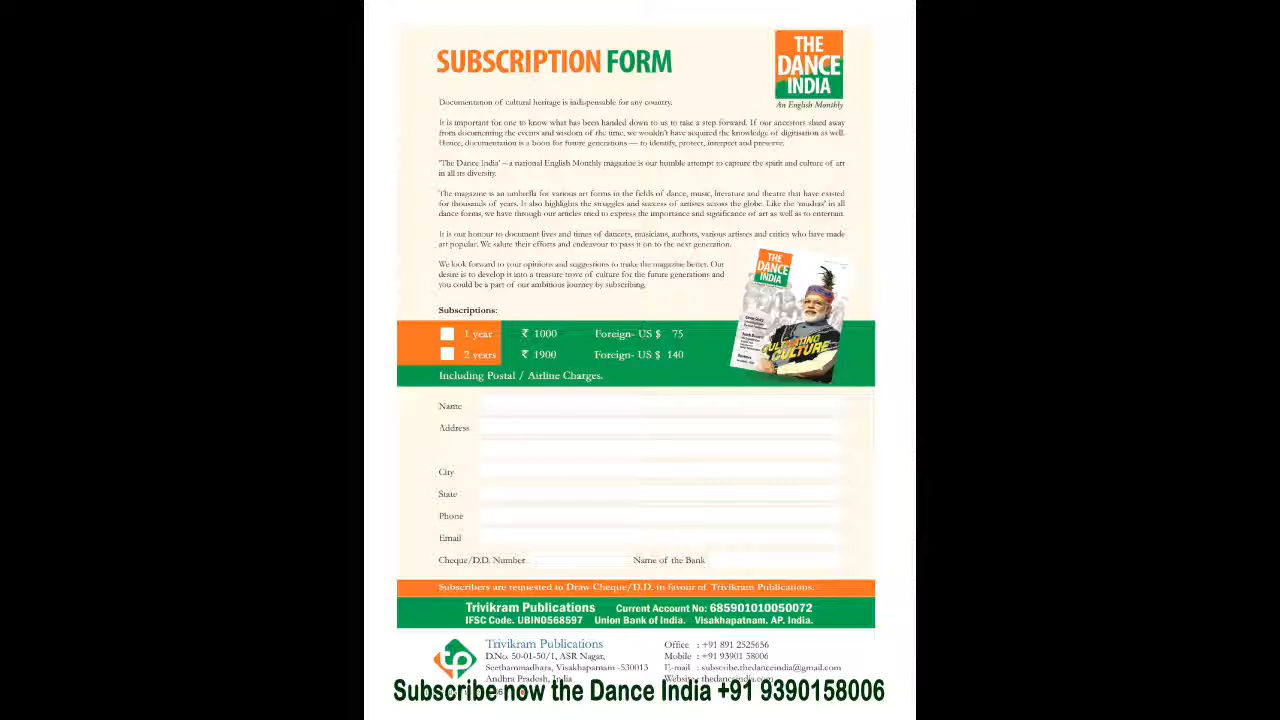 SUBSCRIPTION FORM
THE
DANCE
INDIA
An English Monthly
Documentation of cultural heritage is indispensable for any country.
It is important for one to know what has been handed down to us to take a step forward. If our ancestors shied away
from documenting the events and wisdom of the time, we wouldn't have acquired the knowledge of digitisation as well.
Hence, documentation is a boon for future generations — to identify, protect, interpret and preserve.
'The Dance India' – a national English Monthly magazine is our humble attempt to capture the spirit and culture of art
in all its diversity.
The magazine is an umbrella for various art forms in the fields of dance, music, literature and theatre that have existed
for thousands of years. It also highlights the struggles and success of artistes across the globe. Like the 'mudras' in all
dance forms, we have through our articles tried to express the importance and significance of art as well as to entertain.
It is our honour to document lives and times of dancers, musicians, authors, various artistes and critics who have made
art popular. We salute their efforts and endeavour to pass it on to the next generation.
We look forward to your opinions and suggestions to make the magazine better. Our
desire is to develop it into a treasure trove of culture for the future generations and
you could be a part of our ambitious journey by subscribing.
THE
DANCE
INDIA
CULTIVATING
CULTURE
Subscriptions:
1 year ₹ 1000 Foreign- US $ 75
2 years ₹ 1900 Foreign- US $ 140
Including Postal / Airline Charges.
Name
Address
City
State
Phone
Email
Cheque/D.D. Number Name of the Bank
Subscribers are requested to Draw Cheque/D.D. in favour of Trivikram Publications.
Trivikram Publications Current Account No: 685901010050072
IFSC Code. UBIN0568597 Union Bank of India. Visakhapatnam. AP. India.
Trivikram Publications
D.No. 50-01-50/1, ASR Nagar,
Seethammadhara, Visakhapatnam -530013
Andhra Pradesh, India
Office : +91 891 2525656
Mobile : +91 93901 58006
E-mail : subscribe.thedanceindia@gmail.com
Website : thedanceindia.com
Subscribe now the Dance India +91 9390158006